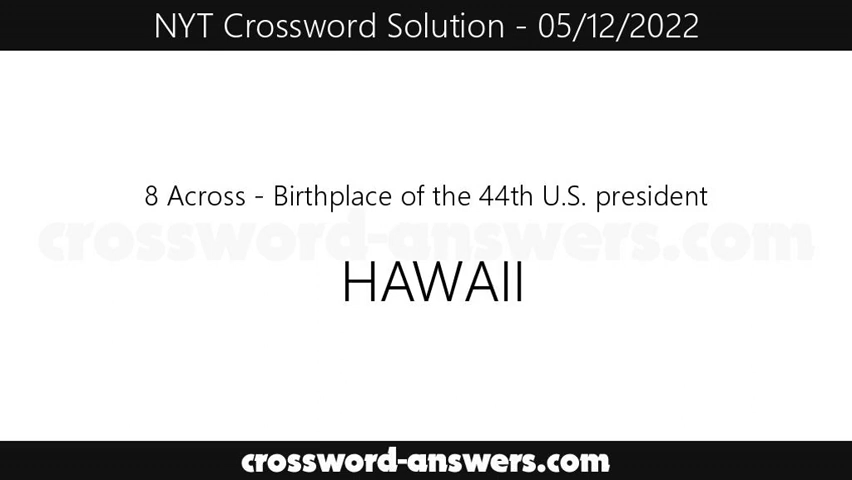 NYT Crossword Solution - 05/12/2022
8 Across - Birthplace of the 44th U.S. president
crossword-answers.com
HAWAII
crossword-answers.com